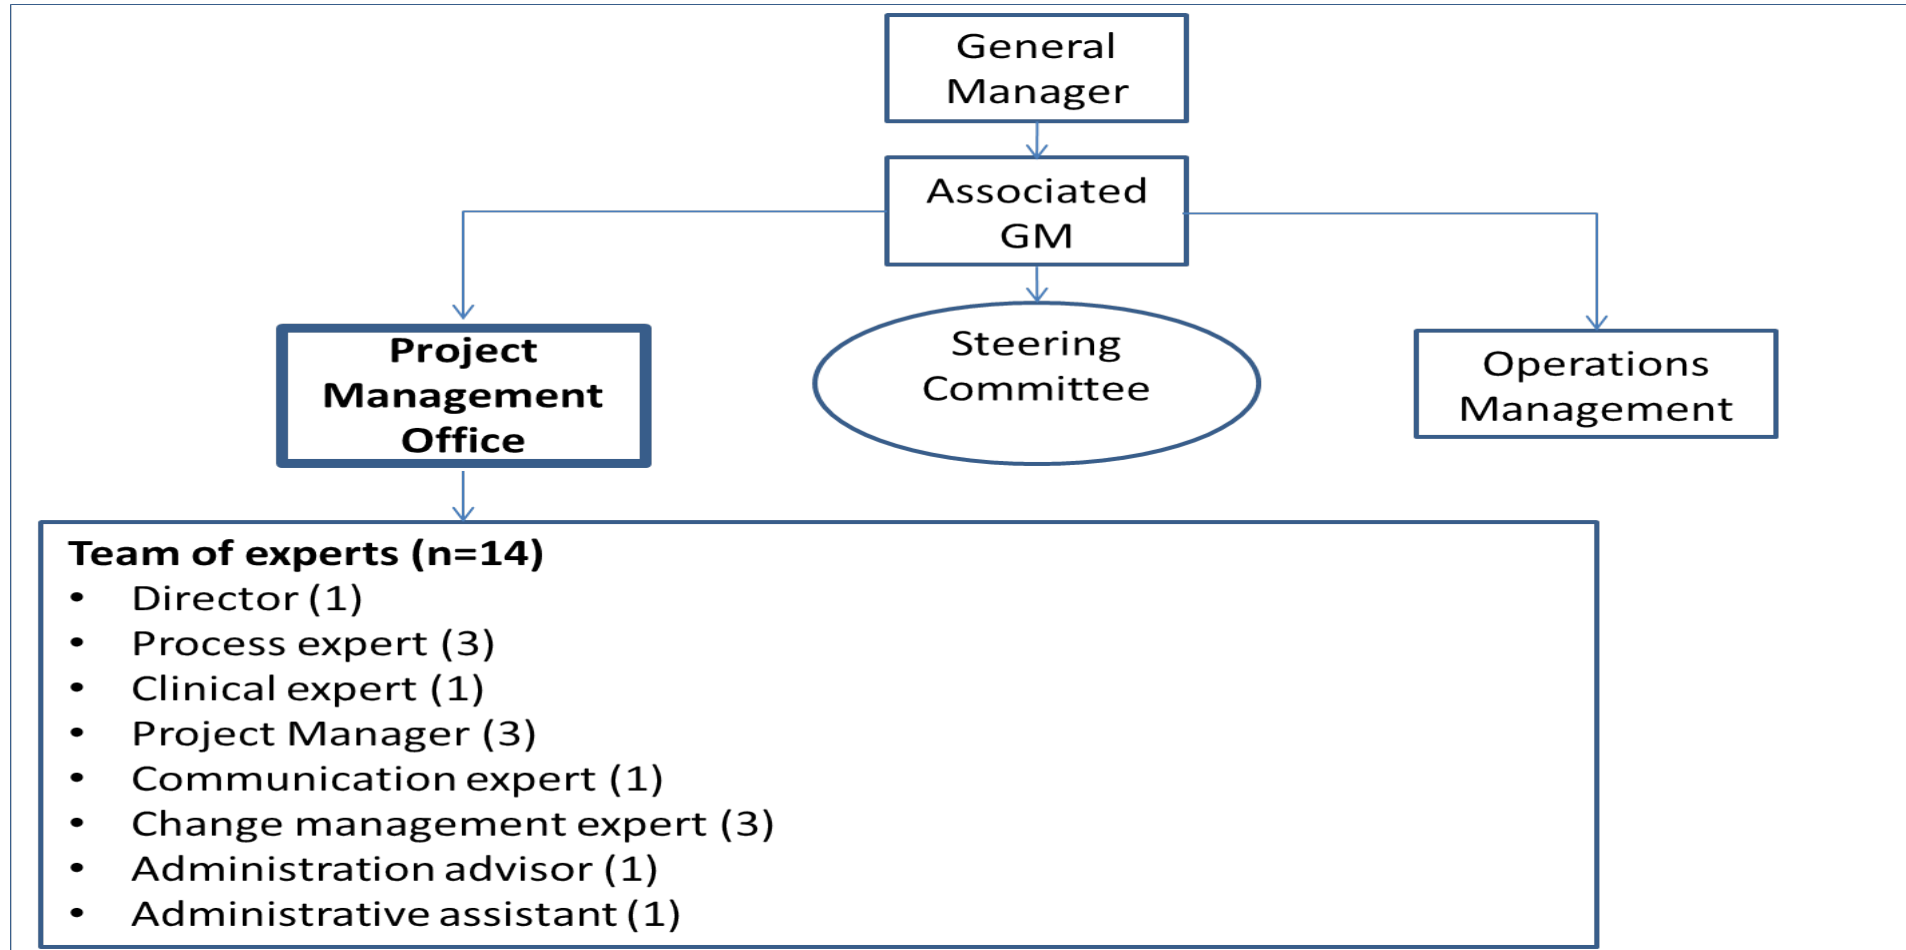 General
Manager
Associated
GM
Project
Management
Office
Steering
Committee
Operations
Management
Team of experts (n=14)
• Director (1)
• Process expert (3)
• Clinical expert (1)
• Project Manager (3)
• Communication expert (1)
• Change management expert (3)
• Administration advisor (1)
• Administrative assistant (1)